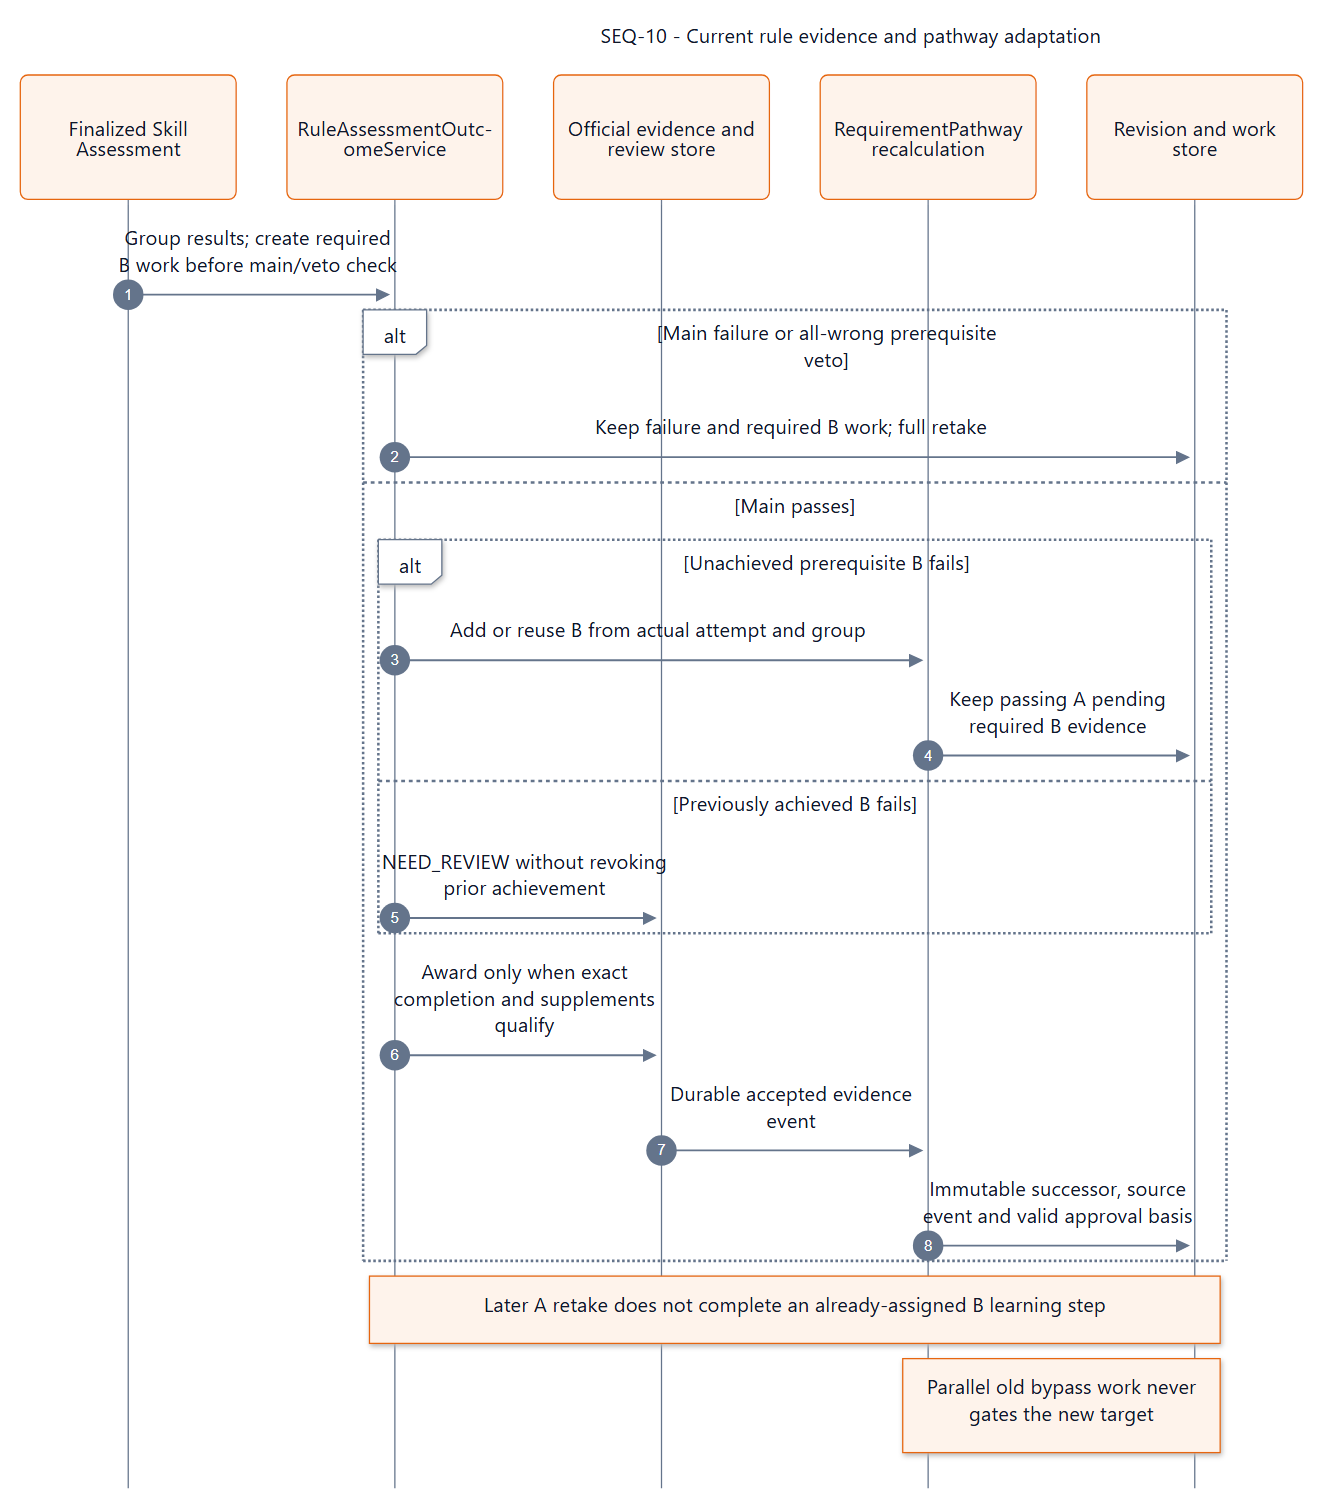 SEQ-10 - Current rule evidence and pathway adaptation
Finalized Skill
Assessment
RuleAssessmentOutc-
omeService
Official evidence and
review store
RequirementPathway
recalculation
Revision and work
store
Group results; create required
B work before main/veto check
1
alt
[Main failure or all-wrong prerequisite
veto]
Keep failure and required B work; full retake
2
[Main passes]
alt
[Unachieved prerequisite B fails]
Add or reuse B from actual attempt and group
3
Keep passing A pending
required B evidence
4
[Previously achieved B fails]
NEED_REVIEW without revoking
prior achievement
5
Award only when exact
completion and supplements
qualify
6
Durable accepted evidence
event
7
Immutable successor, source
event and valid approval basis
8
Later A retake does not complete an already-assigned B learning step
Parallel old bypass work never
gates the new target